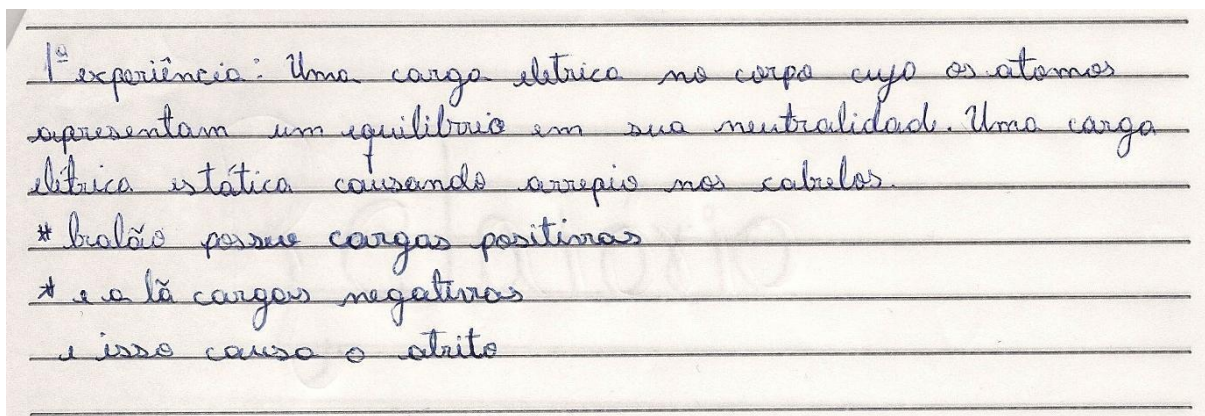 1ª experiência: Uma carga eletrica no corpo cujo os atomos
apresentam um equilibrio em sua neutralidade. Uma carga
elétrica estática causando arrepio nos cabelos.
* balão possue cargas positivas
* e a lã cargas negativas
e isso causa o atrito